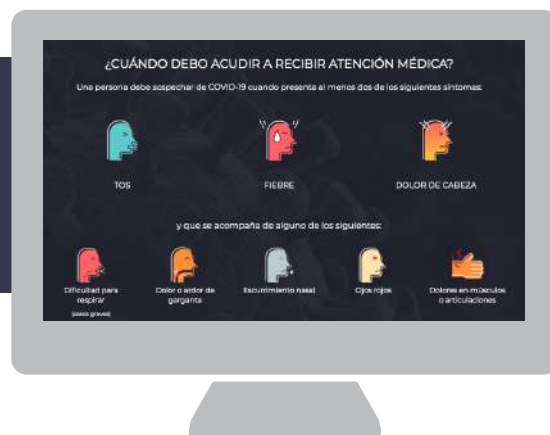 ¿CUÁNDO DEBO ACUDIR A RECIBIR ATENCIÓN MÉDICA?
Una persona debe sospechar de COVID-19 cuando presenta al menos dos de los siguientes síntomas:
TOS
FIEBRE
DOLOR DE CABEZA
y que se acompaña de alguno de los siguientes:
Dificultad para
respirar
(casos graves)
Dolor o ardor de
garganta
Escurrimiento nasal
Ojos rojos
Dolores en músculos
o articulaciones